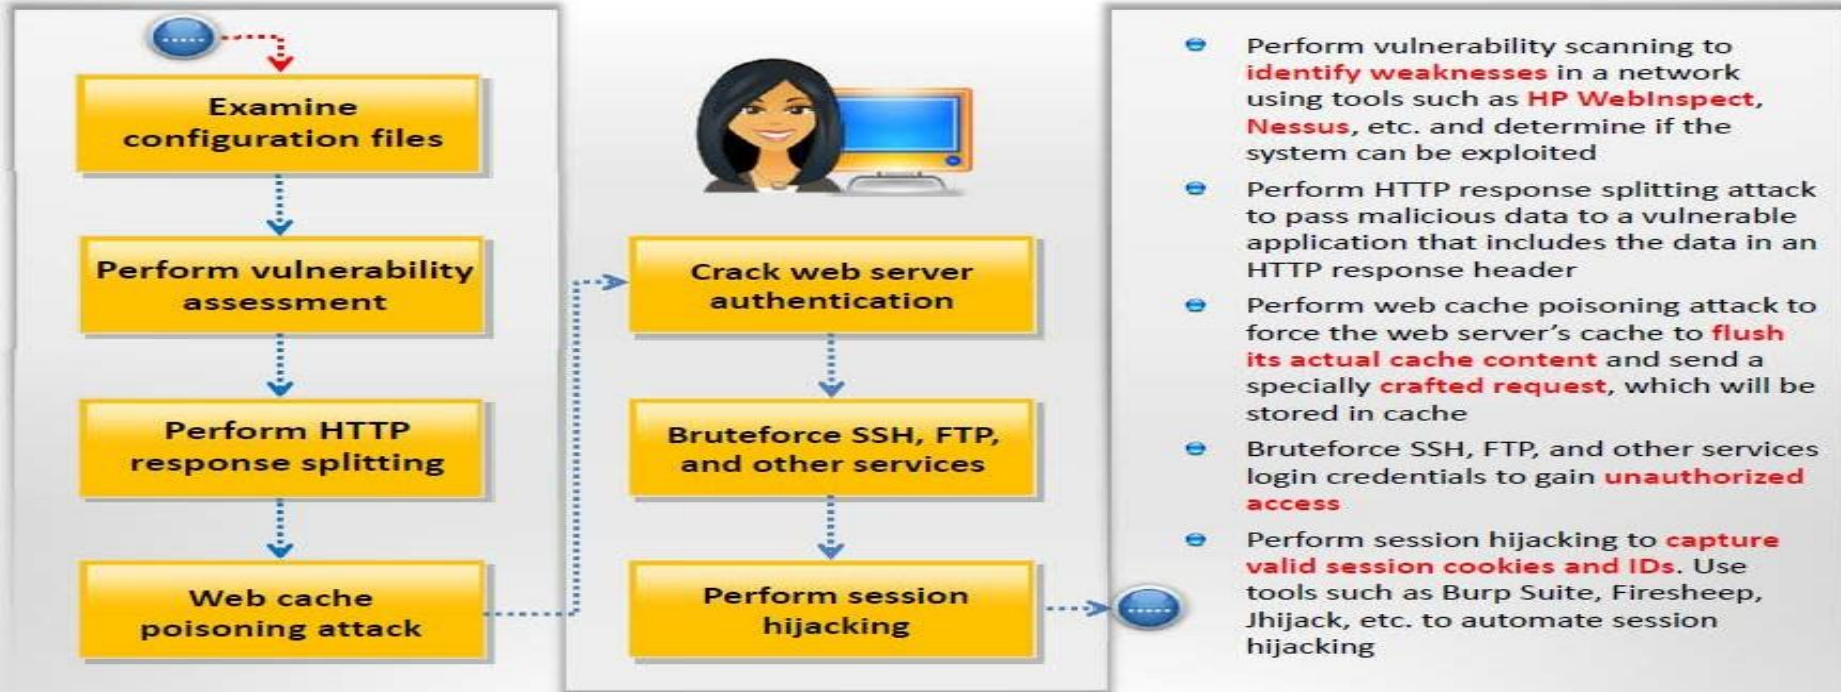 Examine
configuration files
Perform vulnerability
assessment
Perform HTTP
response splitting
Web cache
poisoning attack
Crack web server
authentication
Bruteforce SSH, FTP,
and other services
Perform session
hijacking
Perform vulnerability scanning to
identify weaknesses in a network
using tools such as HP WebInspect,
Nessus, etc. and determine if the
system can be exploited
Perform HTTP response splitting attack
to pass malicious data to a vulnerable
application that includes the data in an
HTTP response header
Perform web cache poisoning attack to
force the web server's cache to flush
its actual cache content and send a
specially crafted request, which will be
stored in cache
Bruteforce SSH, FTP, and other services
login credentials to gain unauthorized
access
Perform session hijacking to capture
valid session cookies and IDs. Use
tools such as Burp Suite, Firesheep,
Jhijack, etc. to automate session
hijacking